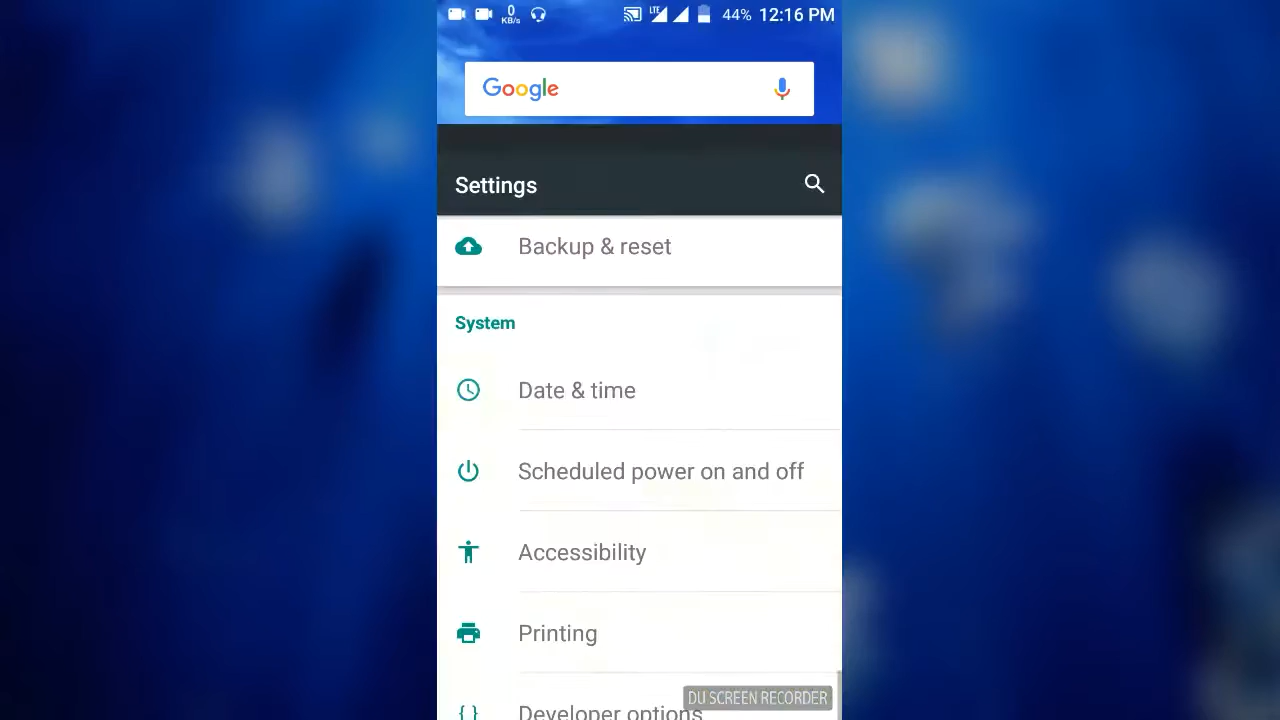 0
KB/s
LTE
44% 12:16 PM
Google
Settings
Backup & reset
System
Date & time
Scheduled power on and off
Accessibility
Printing
{ } Developer options
DU SCREEN RECORDER